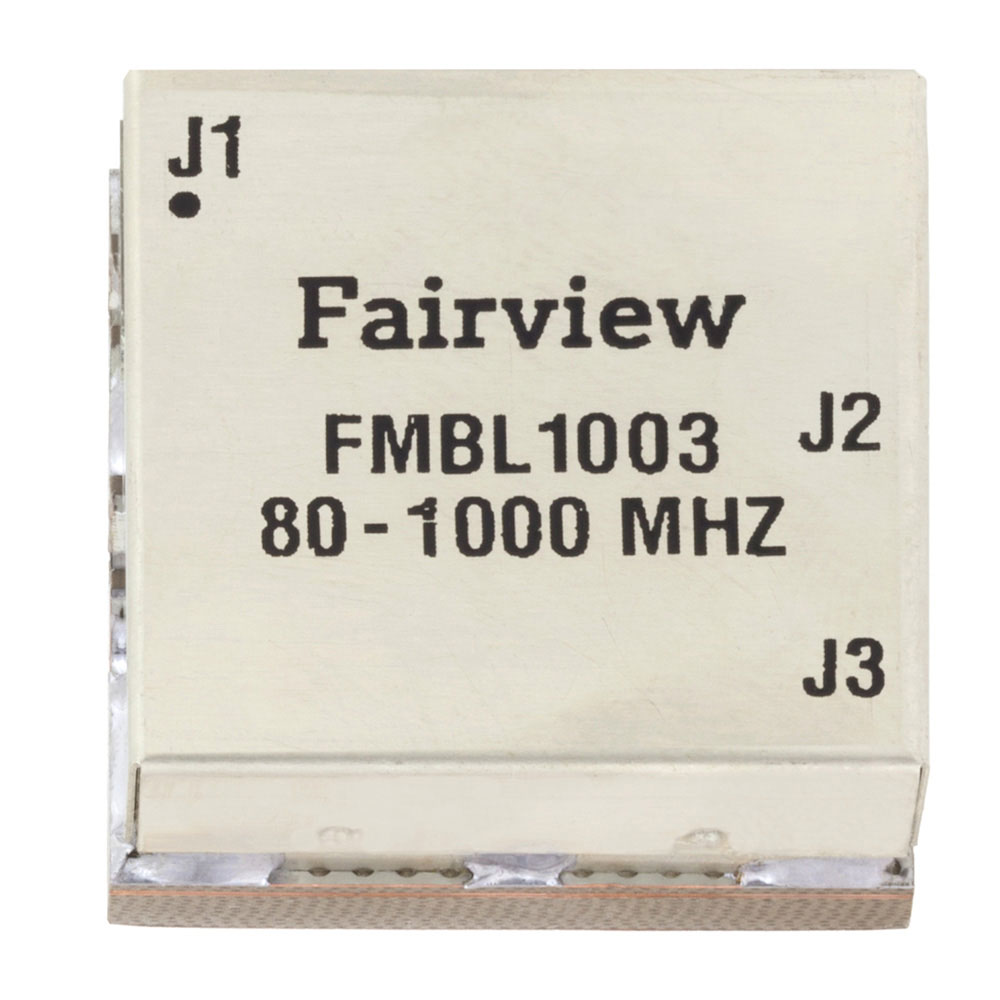 J1
Fairview
FMBL1003
J2
80-1000 MHZ
J3